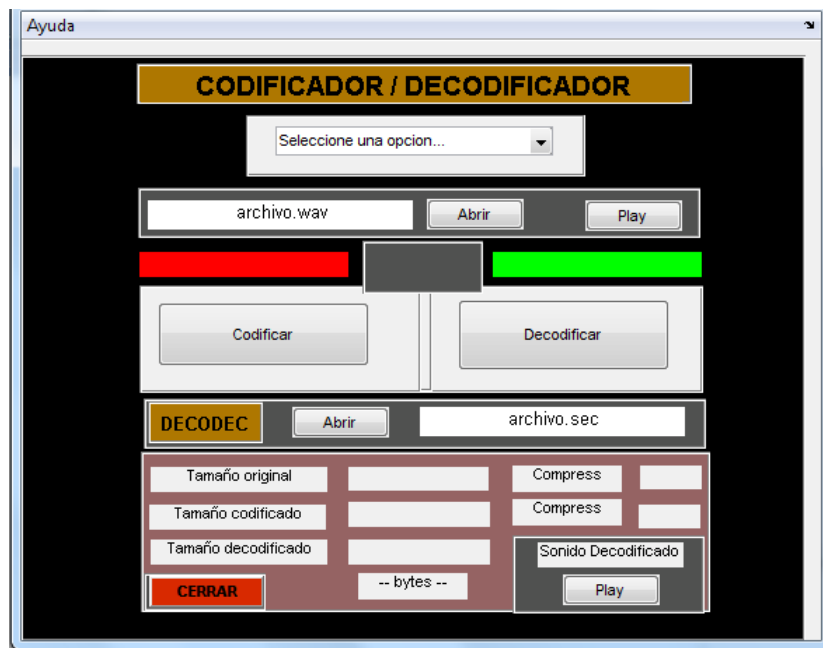 Ayuda
CODIFICADOR / DECODIFICADOR
Seleccione una opcion...
archivo.wav Abrir Play
Codificar Decodificar
DECODEC Abrir archivo.sec
Tamaño original Compress
Tamaño codificado Compress
Tamaño decodificado Sonido Decodificado
CERRAR -- bytes -- Play